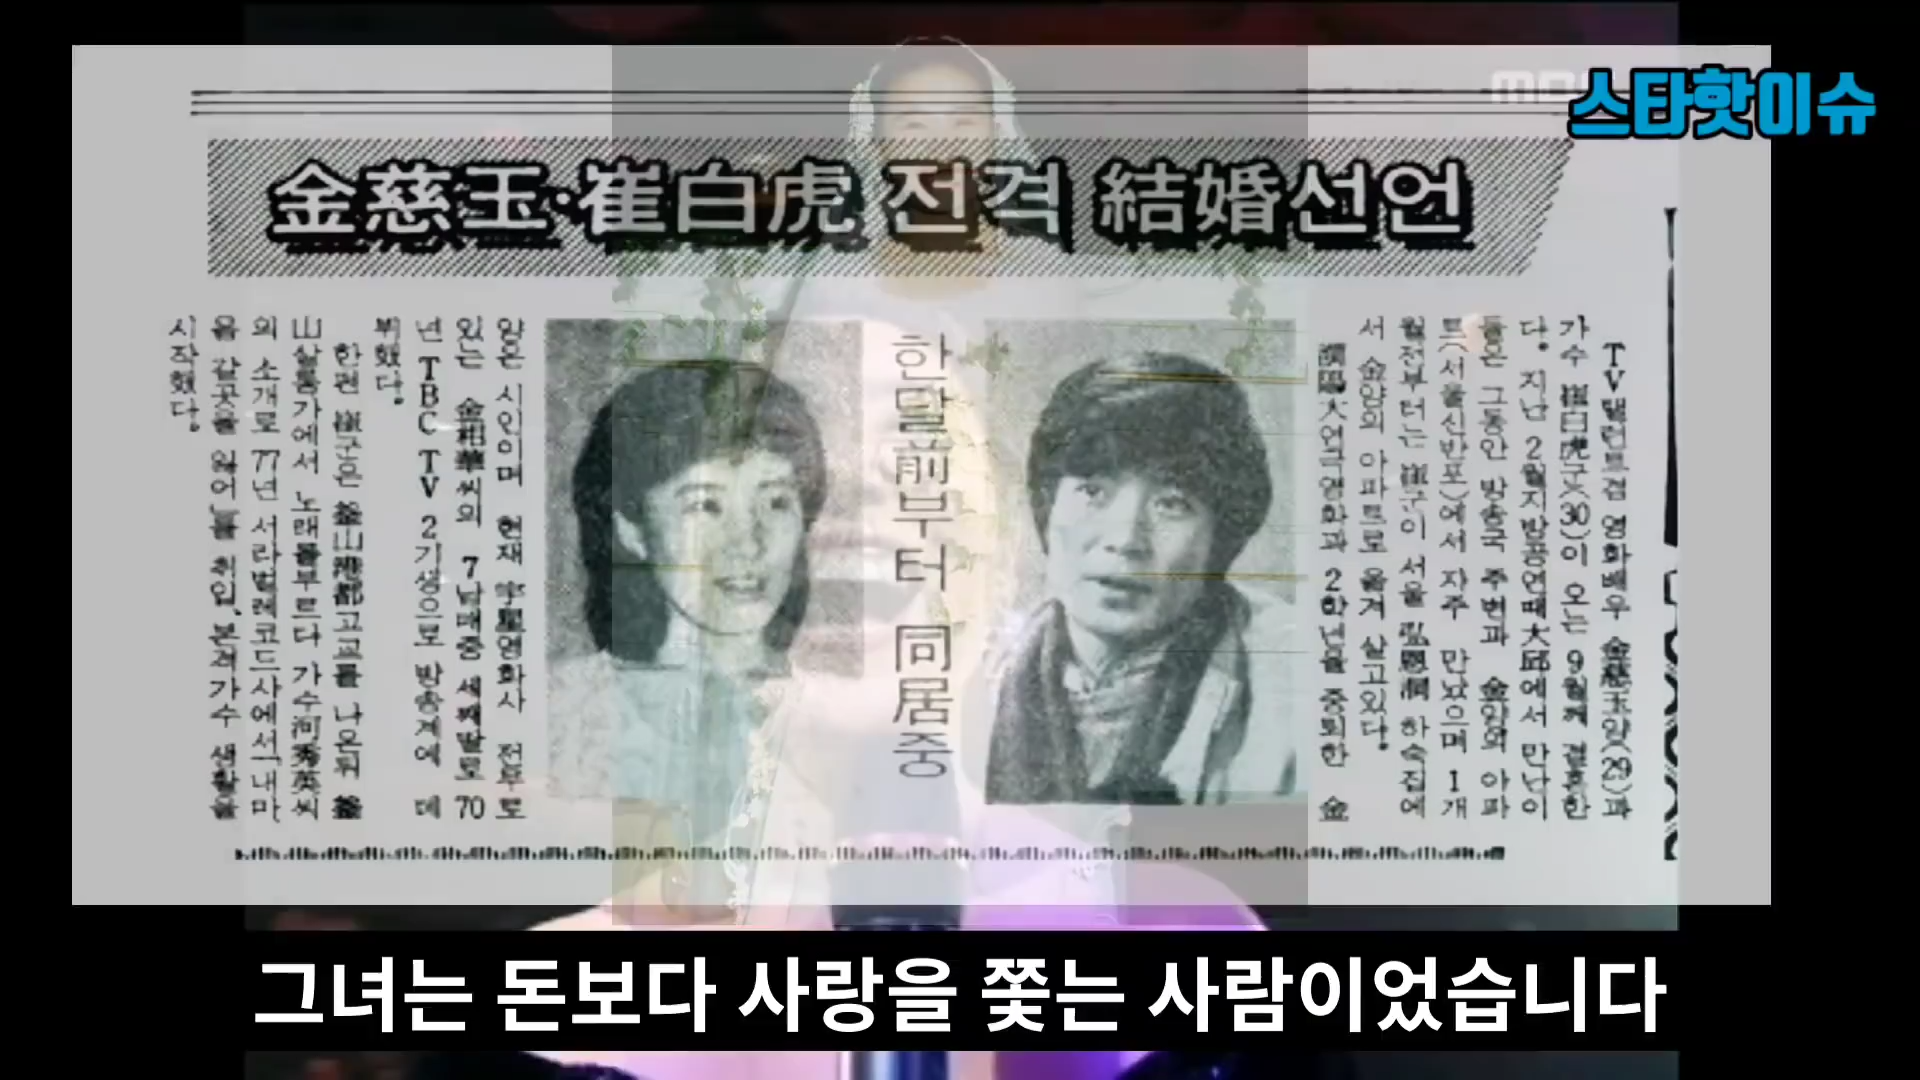 스타핫이슈
金慈玉·崔白虎 전격 結婚선언
TV탤런트겸 영화배우 金慈玉양(29)과
가수 崔白虎군(30)이 오는 9월께 결혼한
다. 지난 2월지방공연때 大邱에서 만난이
들은 그동안 방송국 주변과 金양의 아파
트(서울신반포)에서 자주 만났으며 1개
월전부터는 崔군이 서울 弘恩洞 하숙집에
서 金양의 아파트로 옮겨 살고있다.
漢陽大연극영화과 2학년을 중퇴한 金
한달前부터 同居중
양은 시인이며 현재 宇星영화사 전무로
있는 金相華씨의 7남매중 세째딸로 70
년 TBC TV 2기생으로 방송계에 데
뷔했다.
한편 崔군은 釜山港都고교를 나온뒤 釜
山살롱가에서 노래를부르다 가수河秀英씨
의 소개로 77년 서라벌레코드사에서「내마
음 갈곳을 잃어」를 취입, 본격가수 생활을
시작했다.
그녀는 돈보다 사랑을 쫓는 사람이었습니다